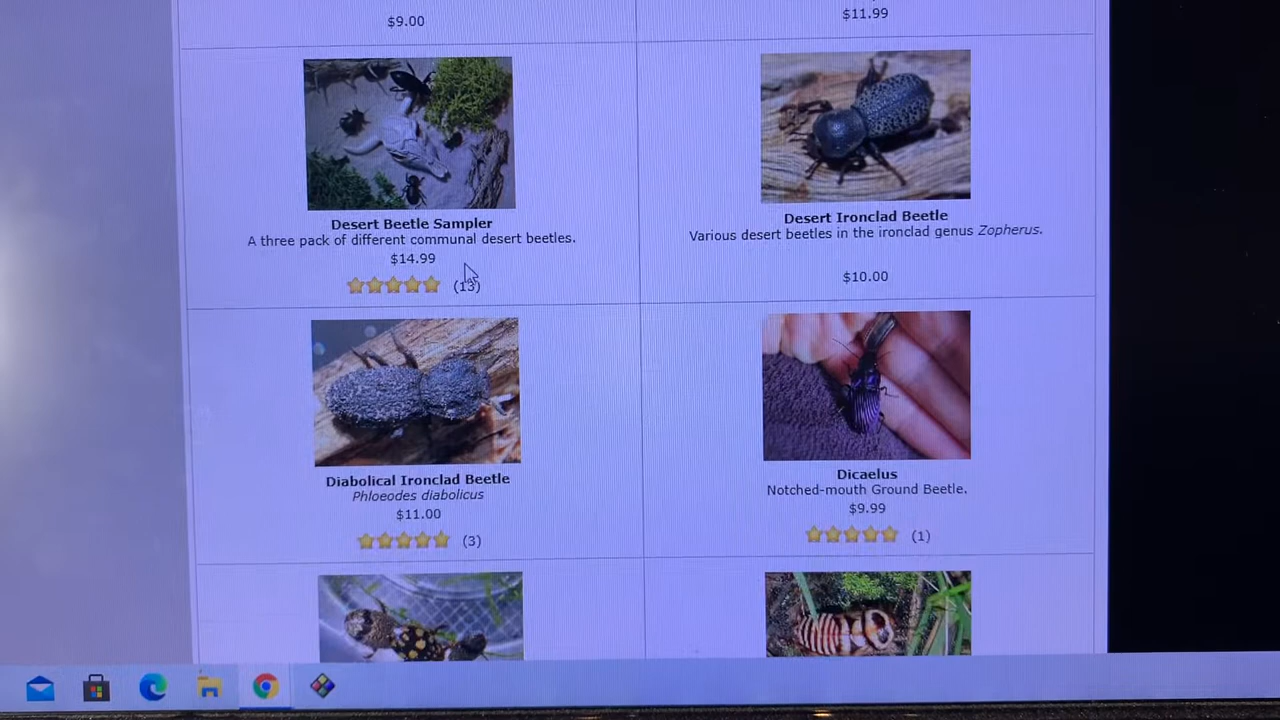 $9.00
$11.99
Desert Beetle Sampler
A three pack of different communal desert beetles.
$14.99
(13)
Desert Ironclad Beetle
Various desert beetles in the ironclad genus Zopherus.
$10.00
Diabolical Ironclad Beetle
Phloeodes diabolicus
$11.00
(3)
Dicaelus
Notched-mouth Ground Beetle.
$9.99
(1)